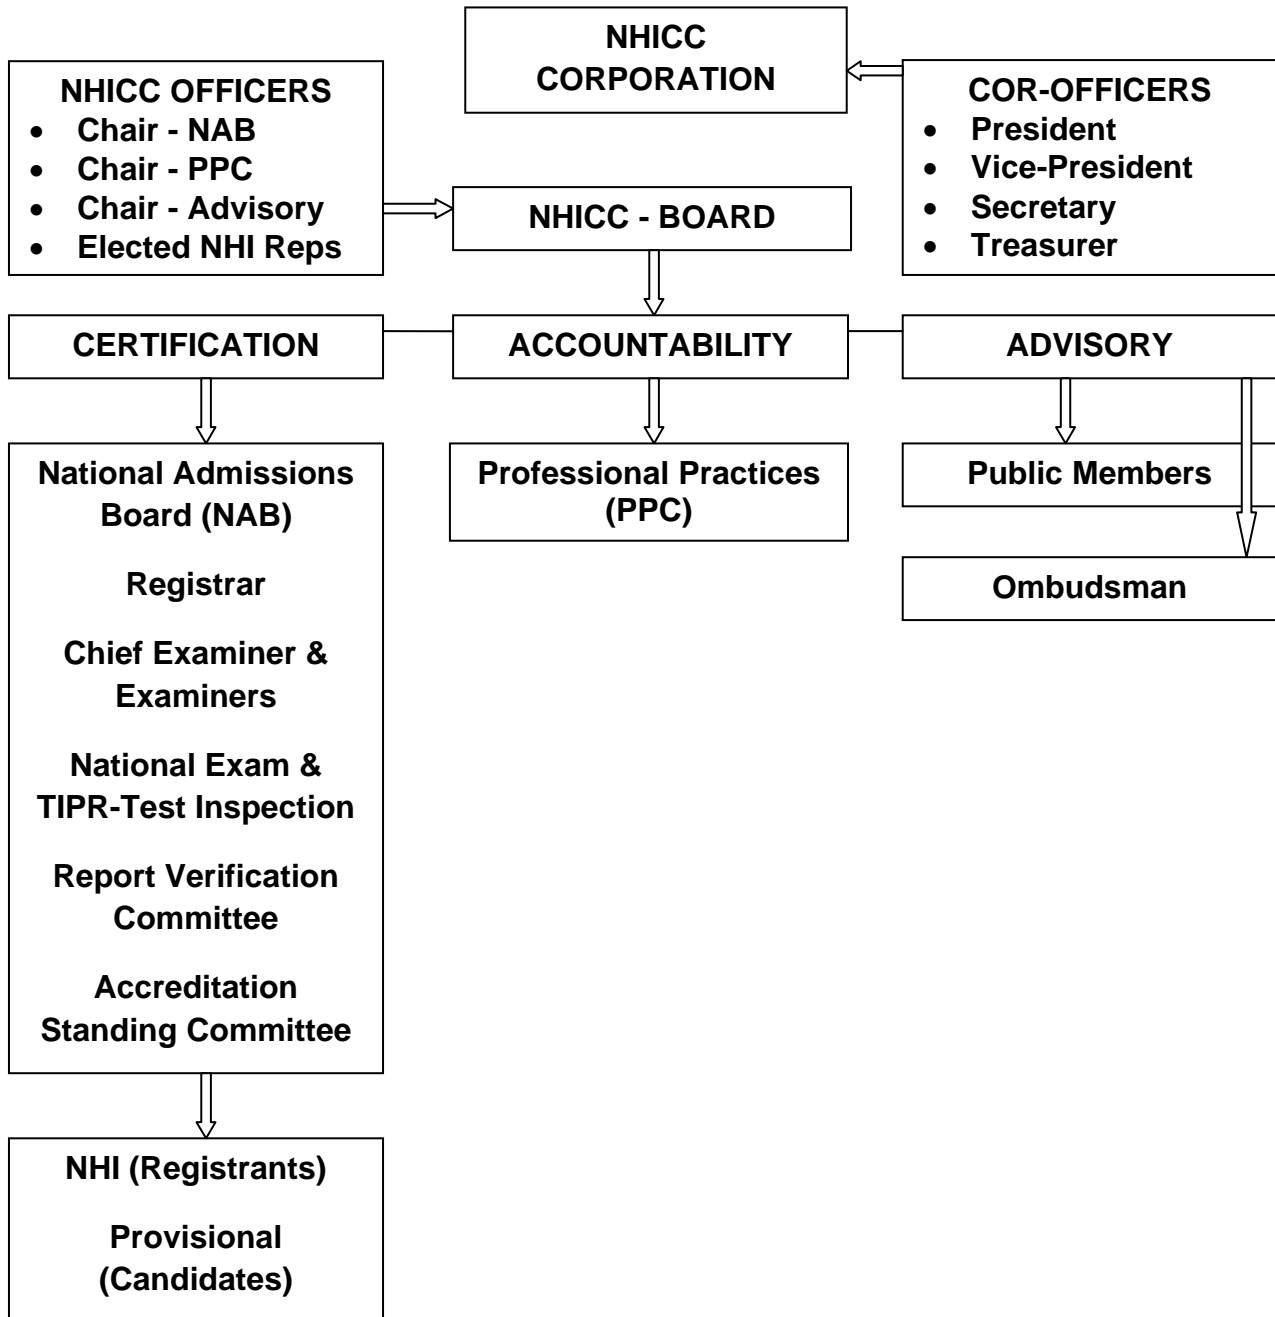 NHICC
CORPORATION
NHICC OFFICERS
• Chair - NAB
• Chair - PPC
• Chair - Advisory
• Elected NHI Reps
COR-OFFICERS
• President
• Vice-President
• Secretary
• Treasurer
NHICC - BOARD
CERTIFICATION
ACCOUNTABILITY
ADVISORY
National Admissions
Board (NAB)
Registrar
Chief Examiner &
Examiners
National Exam &
TIPR-Test Inspection
Report Verification
Committee
Accreditation
Standing Committee
Professional Practices
(PPC)
Public Members
Ombudsman
NHI (Registrants)
Provisional
(Candidates)